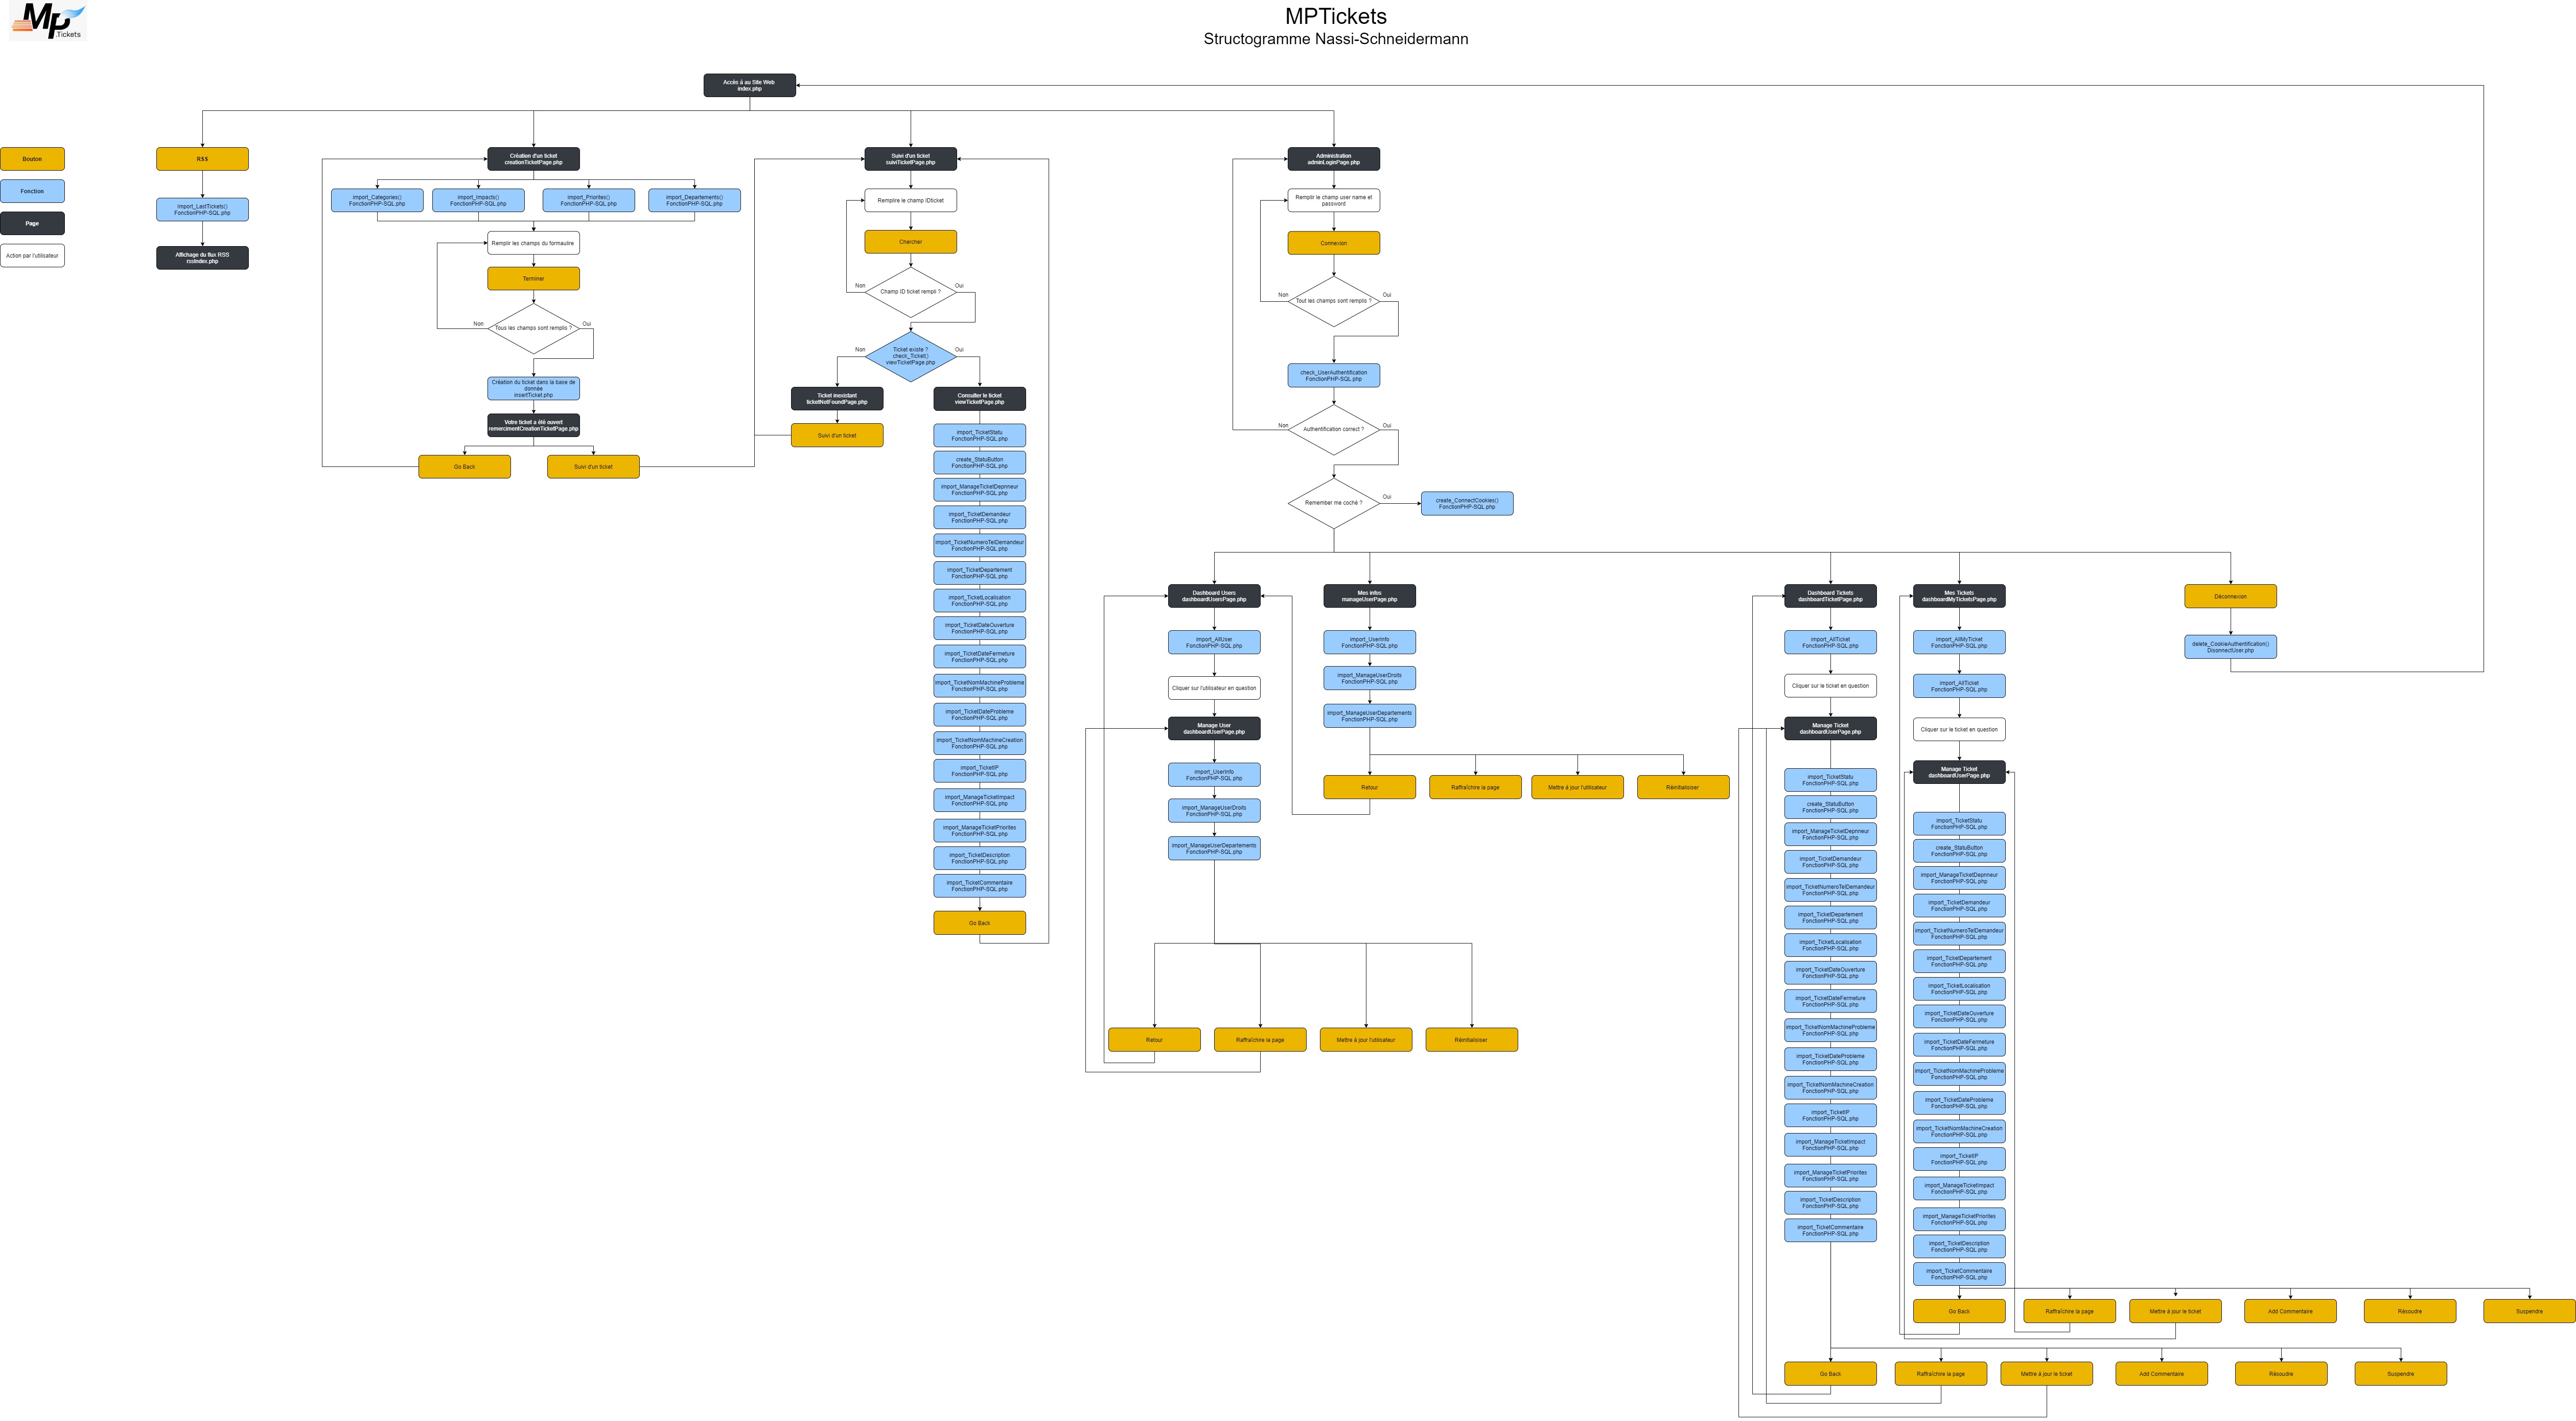 Mp
.Tickets
MPTickets
Structogramme Nassi-Schneidermann
Accès á au Site Web
index.php
Bouton
Fonction
Page
Action par l'utilisateur
RSS
Import_LastTickets()
FonctionPHP-SQL.php
Affichage du flux RSS
rssIndex.php
Création d'un ticket
creationTicketPage.php
import_Categories()
FonctionPHP-SQL.php
import_Impacts()
FonctionPHP-SQL.php
import_Priorites()
FonctionPHP-SQL.php
import_Departements()
FonctionPHP-SQL.php
Remplir les champs du formaulire
Terminer
Tous les champs sont remplis ?
Non
Oui
Création du ticket dans la base de
donnée
insertTicket.php
Votre ticket a été ouvert
remercimentCreationTicketPage.php
Go Back
Suivi d'un ticket
Suivi d'un ticket
suiviTicketPage.php
Remplire le champ IDticket
Chercher
Champ ID ticket rempli ?
Non
Oui
Ticket existe ?
check_Ticket()
viewTicketPage.php
Non
Oui
Ticket inexistant
ticketNotFoundPage.php
Suivi d'un ticket
Consulter le ticket
viewTicketPage.php
import_TicketStatu
FonctionPHP-SQL.php
create_StatuButton
FonctionPHP-SQL.php
import_ManageTicketDepnneur
FonctionPHP-SQL.php
import_TicketDemandeur
FonctionPHP-SQL.php
import_TicketNumeroTelDemandeur
FonctionPHP-SQL.php
import_TicketDepartement
FonctionPHP-SQL.php
import_TicketLocalisation
FonctionPHP-SQL.php
import_TicketDateOuverture
FonctionPHP-SQL.php
import_TicketDateFermeture
FonctionPHP-SQL.php
import_TicketNomMachineProbleme
FonctionPHP-SQL.php
import_TicketDateProbleme
FonctionPHP-SQL.php
import_TicketNomMachineCreation
FonctionPHP-SQL.php
import_TicketIP
FonctionPHP-SQL.php
import_ManageTicketImpact
FonctionPHP-SQL.php
import_ManageTicketPriorites
FonctionPHP-SQL.php
import_TicketDescription
FonctionPHP-SQL.php
import_TicketCommentaire
FonctionPHP-SQL.php
Go Back
Administration
adminLoginPage.php
Remplir le champ user name et
password
Connexion
Tout les champs sont remplis ?
Non
Oui
check_UserAuthentification
FonctionPHP-SQL.php
Authentification correct ?
Non
Oui
Remember me coché ?
Oui
create_ConnectCookies()
FonctionPHP-SQL.php
Dashboard Users
dashboardUsersPage.php
import_AllUser
FonctionPHP-SQL.php
Cliquer sur l'utilisateur en question
Manage User
dashboardUserPage.php
import_UserInfo
FonctionPHP-SQL.php
import_ManageUserDroits
FonctionPHP-SQL.php
import_ManageUserDepartements
FonctionPHP-SQL.php
Retour
Raffraîchire la page
Mettre à jour l'utilisateur
Réinitialisiser
Mes infos
manageUserPage.php
import_UserInfo
FonctionPHP-SQL.php
import_ManageUserDroits
FonctionPHP-SQL.php
import_ManageUserDepartements
FonctionPHP-SQL.php
Retour
Raffraîchire la page
Mettre à jour l'utilisateur
Réinitialisiser
Dashboard Tickets
dashboardTicketPage.php
import_AllTicket
FonctionPHP-SQL.php
Cliquer sur le ticket en question
Manage Ticket
dashboardUserPage.php
import_TicketStatu
FonctionPHP-SQL.php
create_StatuButton
FonctionPHP-SQL.php
import_ManageTicketDepnneur
FonctionPHP-SQL.php
import_TicketDemandeur
FonctionPHP-SQL.php
import_TicketNumeroTelDemandeur
FonctionPHP-SQL.php
import_TicketDepartement
FonctionPHP-SQL.php
import_TicketLocalisation
FonctionPHP-SQL.php
import_TicketDateOuverture
FonctionPHP-SQL.php
import_TicketDateFermeture
FonctionPHP-SQL.php
import_TicketNomMachineProbleme
FonctionPHP-SQL.php
import_TicketDateProbleme
FonctionPHP-SQL.php
import_TicketNomMachineCreation
FonctionPHP-SQL.php
import_TicketIP
FonctionPHP-SQL.php
import_ManageTicketImpact
FonctionPHP-SQL.php
import_ManageTicketPriorites
FonctionPHP-SQL.php
import_TicketDescription
FonctionPHP-SQL.php
import_TicketCommentaire
FonctionPHP-SQL.php
Go Back
Raffraîchire la page
Mettre à jour le ticket
Add Commentaire
Résoudre
Suspendre
Mes Tickets
dashboardMyTicketsPage.php
import_AllMyTicket
FonctionPHP-SQL.php
import_AllTicket
FonctionPHP-SQL.php
Cliquer sur le ticket en question
Manage Ticket
dashboardUserPage.php
import_TicketStatu
FonctionPHP-SQL.php
create_StatuButton
FonctionPHP-SQL.php
import_ManageTicketDepnneur
FonctionPHP-SQL.php
import_TicketDemandeur
FonctionPHP-SQL.php
import_TicketNumeroTelDemandeur
FonctionPHP-SQL.php
import_TicketDepartement
FonctionPHP-SQL.php
import_TicketLocalisation
FonctionPHP-SQL.php
import_TicketDateOuverture
FonctionPHP-SQL.php
import_TicketDateFermeture
FonctionPHP-SQL.php
import_TicketNomMachineProbleme
FonctionPHP-SQL.php
import_TicketDateProbleme
FonctionPHP-SQL.php
import_TicketNomMachineCreation
FonctionPHP-SQL.php
import_TicketIP
FonctionPHP-SQL.php
import_ManageTicketImpact
FonctionPHP-SQL.php
import_ManageTicketPriorites
FonctionPHP-SQL.php
import_TicketDescription
FonctionPHP-SQL.php
import_TicketCommentaire
FonctionPHP-SQL.php
Go Back
Raffraîchire la page
Mettre à jour le ticket
Add Commentaire
Résoudre
Suspendre
Déconnexion
delete_CookieAuthentification()
DisonnectUser.php